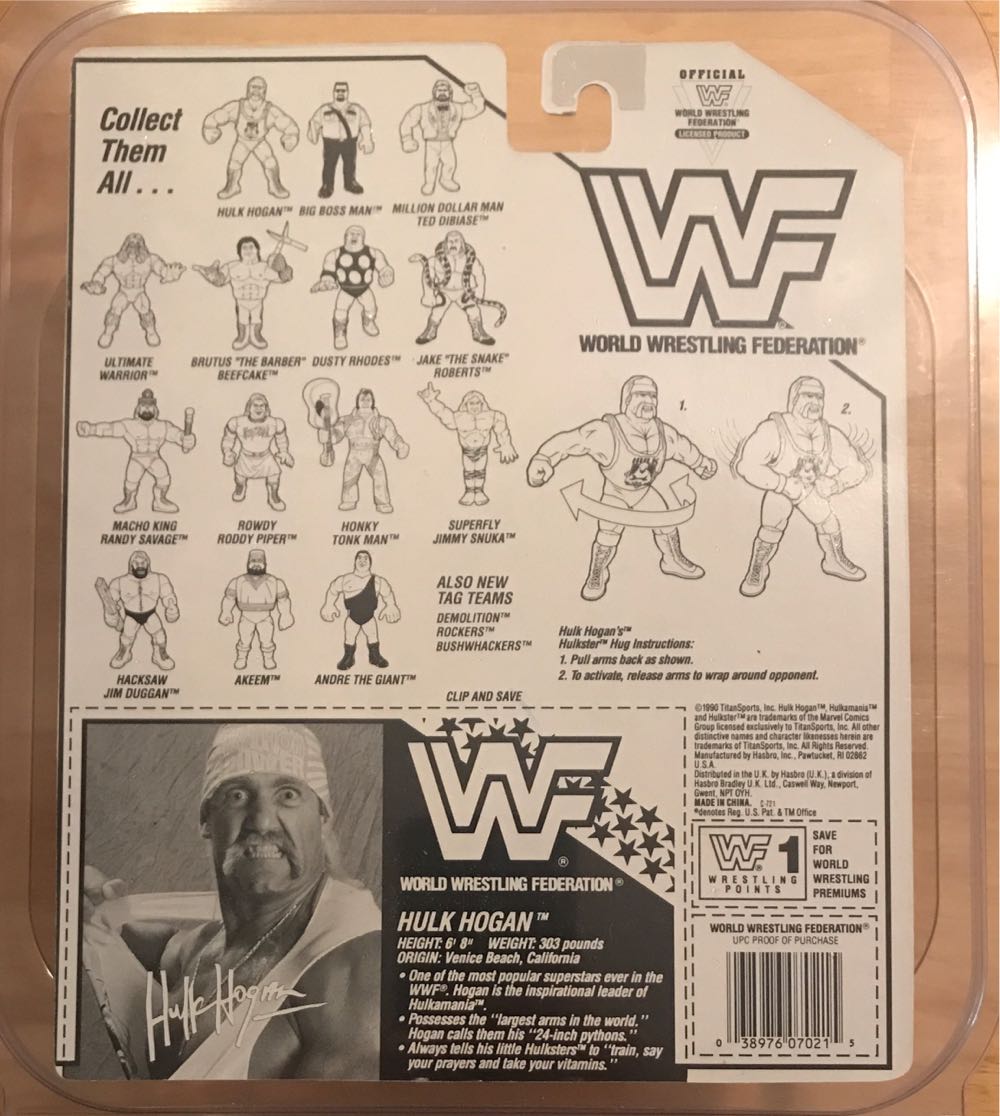 Collect
Them
All . . .
HULK HOGAN™ BIG BOSS MAN™ MILLION DOLLAR MAN
TED DIBIASE™
ULTIMATE
WARRIOR™
BRUTUS "THE BARBER"
BEEFCAKE™
DUSTY RHODES™
JAKE "THE SNAKE"
ROBERTS™
MACHO KING
RANDY SAVAGE™
ROWDY
RODDY PIPER™
HONKY
TONK MAN™
SUPERFLY
JIMMY SNUKA™
HACKSAW
JIM DUGGAN™
AKEEM™
ANDRE THE GIANT™
ALSO NEW
TAG TEAMS
DEMOLITION™
ROCKERS™
BUSHWHACKERS™
OFFICIAL
WF
WORLD WRESTLING
FEDERATION
LICENSED PRODUCT
WF
WORLD WRESTLING FEDERATION®
1.
2.
HULK
Hulk Hogan's™
Hulkster™ Hug Instructions:
1. Pull arms back as shown.
2. To activate, release arms to wrap around opponent.
CLIP AND SAVE
Hulk Hogan
WF®
WORLD WRESTLING FEDERATION®
HULK HOGAN™
HEIGHT: 6' 8" WEIGHT: 303 pounds
ORIGIN: Venice Beach, California
• One of the most popular superstars ever in the
WWF®. Hogan is the inspirational leader of
Hulkamania™.
• Possesses the "largest arms in the world."
Hogan calls them his "24-inch pythons."
• Always tells his little Hulksters™ to "train, say
your prayers and take your vitamins."
©1990 TitanSports, Inc. Hulk Hogan™, Hulkamania™
and Hulkster™ are trademarks of the Marvel Comics
Group licensed exclusively to TitanSports, Inc. All other
distinctive names and character likenesses herein are
trademarks of TitanSports, Inc. All Rights Reserved.
Manufactured by Hasbro, Inc., Pawtucket, RI 02862
U.S.A.
Distributed in the U.K. by Hasbro (U.K.), a division of
Hasbro Bradley U.K. Ltd., Caswell Way, Newport,
Gwent, NPT OYH.
MADE IN CHINA. C-721
®denotes Reg. U.S. Pat. & TM Office
WF 1
WRESTLING
POINTS
SAVE
FOR
WORLD
WRESTLING
PREMIUMS
WORLD WRESTLING FEDERATION®
UPC PROOF OF PURCHASE
0 38976 07021 5